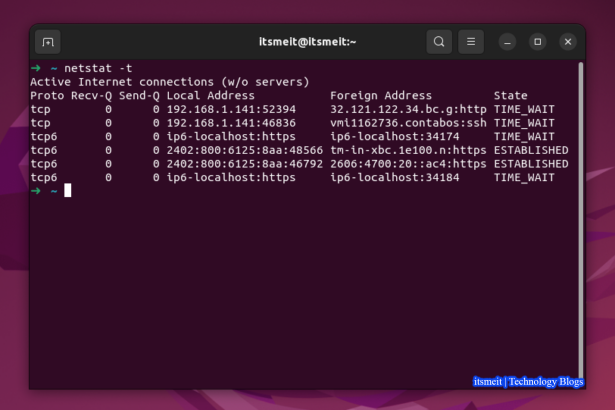 itsmeit@itsmeit:~
→ ~ netstat -t
Active Internet connections (w/o servers)
Proto Recv-Q Send-Q Local Address Foreign Address State
tcp 0 0 192.168.1.141:52394 32.121.122.34.bc.g:http TIME_WAIT
tcp 0 0 192.168.1.141:46836 vmi1162736.contabos:ssh TIME_WAIT
tcp6 0 0 ip6-localhost:https ip6-localhost:34174 TIME_WAIT
tcp6 0 0 2402:800:6125:8aa:48566 tm-in-xbc.1e100.n:https ESTABLISHED
tcp6 0 0 2402:800:6125:8aa:46792 2606:4700:20::ac4:https ESTABLISHED
tcp6 0 0 ip6-localhost:https ip6-localhost:34184 TIME_WAIT
→ ~
itsmeit | Technology Blogs